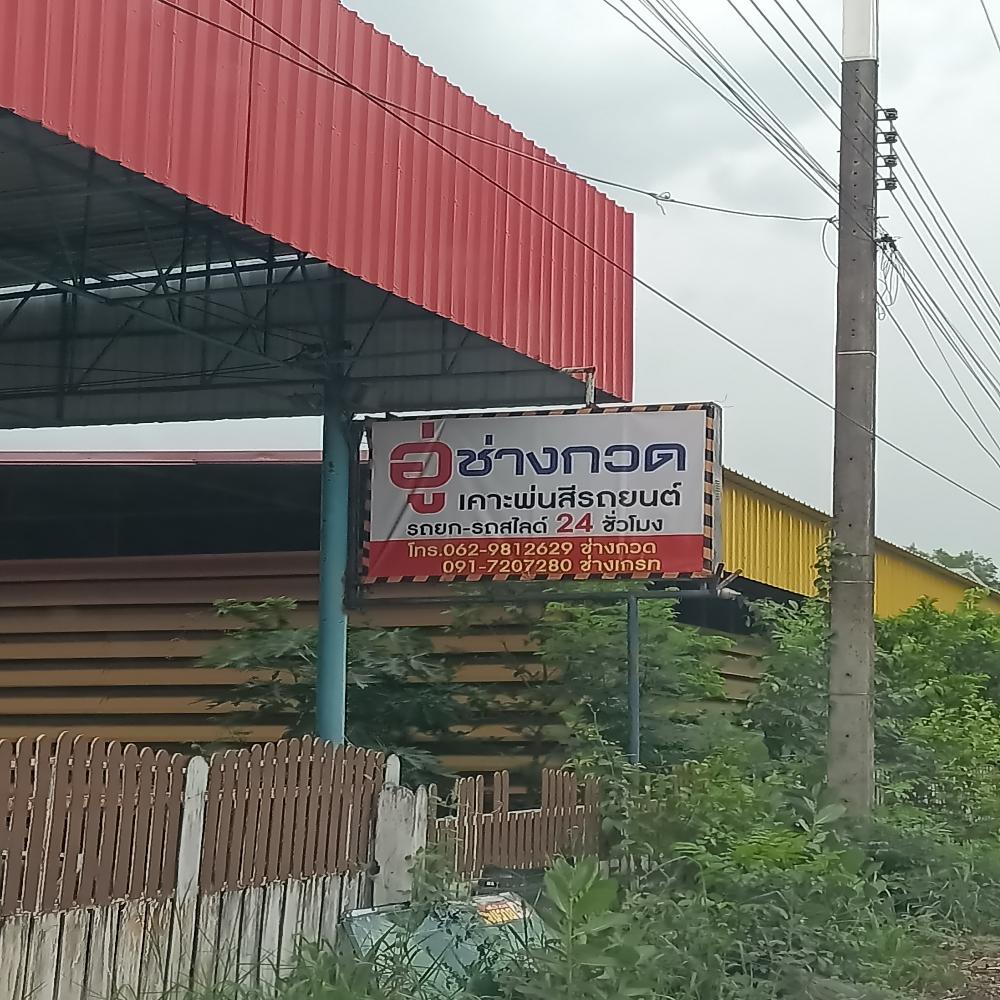 อู่ช่างกวด
เคาะพ่นสีรถยนต์
รถยก-รถสไลด์ 24 ชั่วโมง
โทร.062-9812629 ช่างกวด
091-7207280 ช่างเกรท